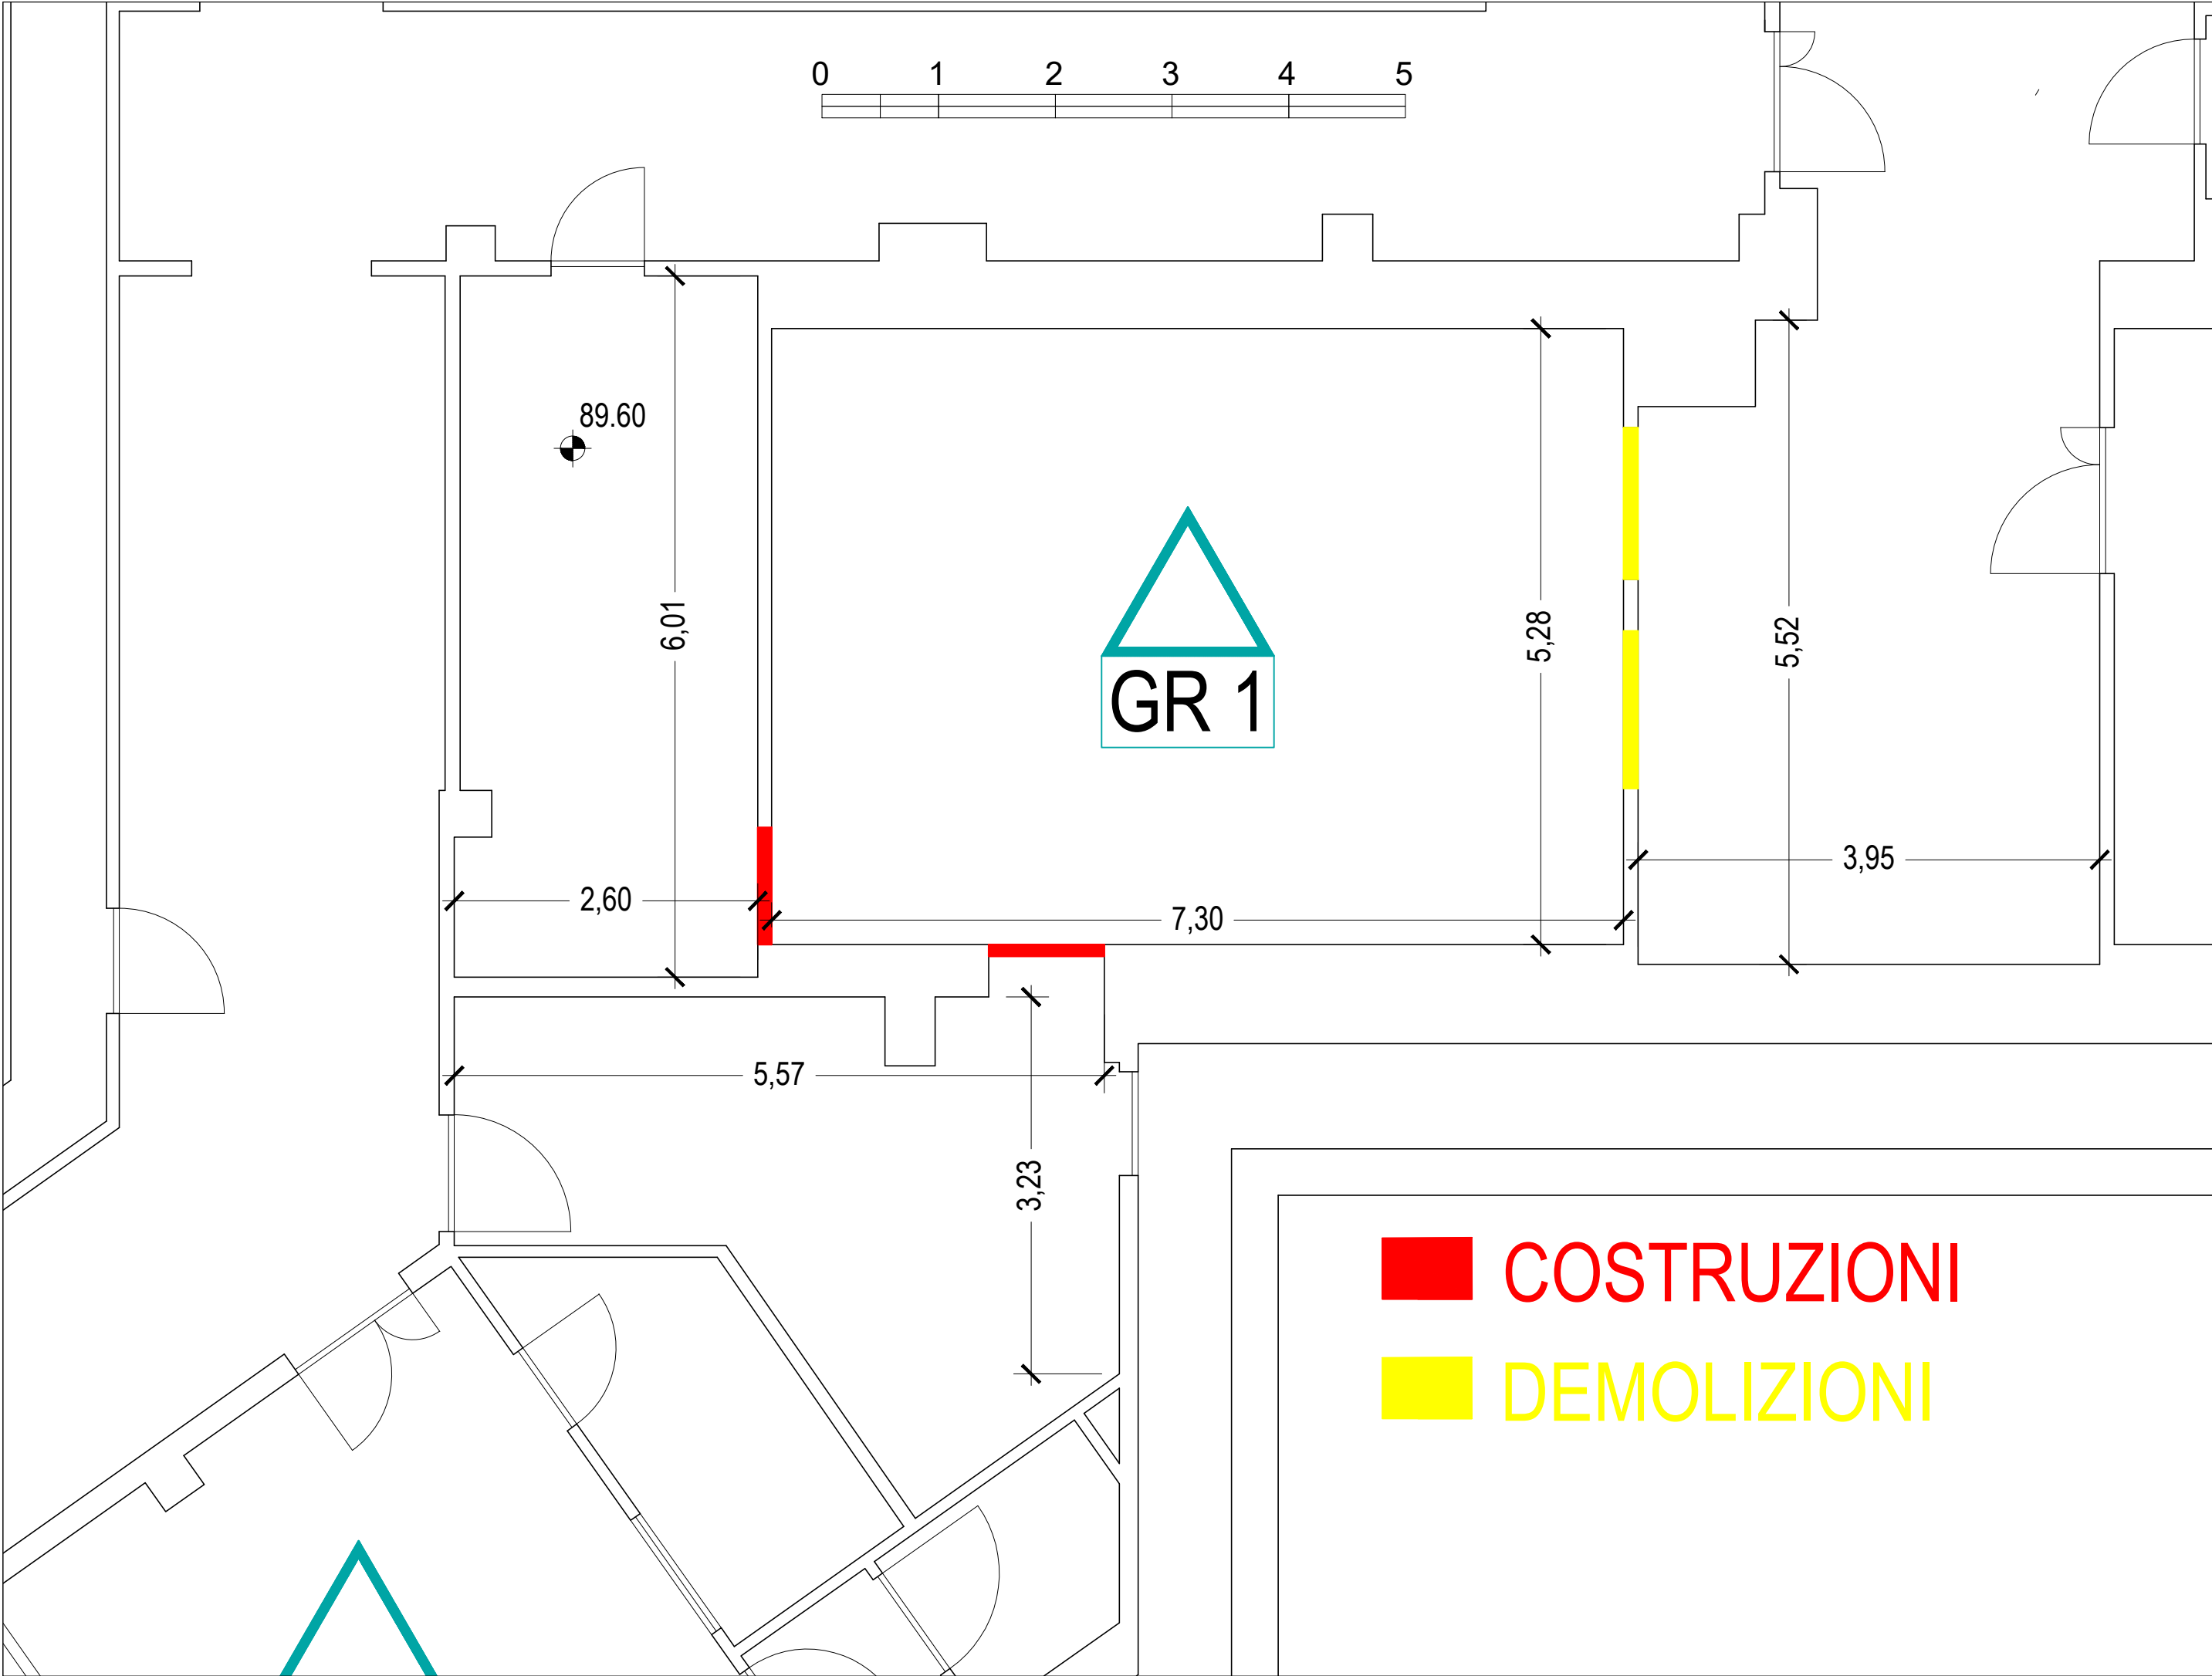 0 1 2 3 4 5
89.60
6,01
5,28
5,52
GR 1
3,95
2,60
7,30
5,57
3,23
COSTRUZIONI
DEMOLIZIONI